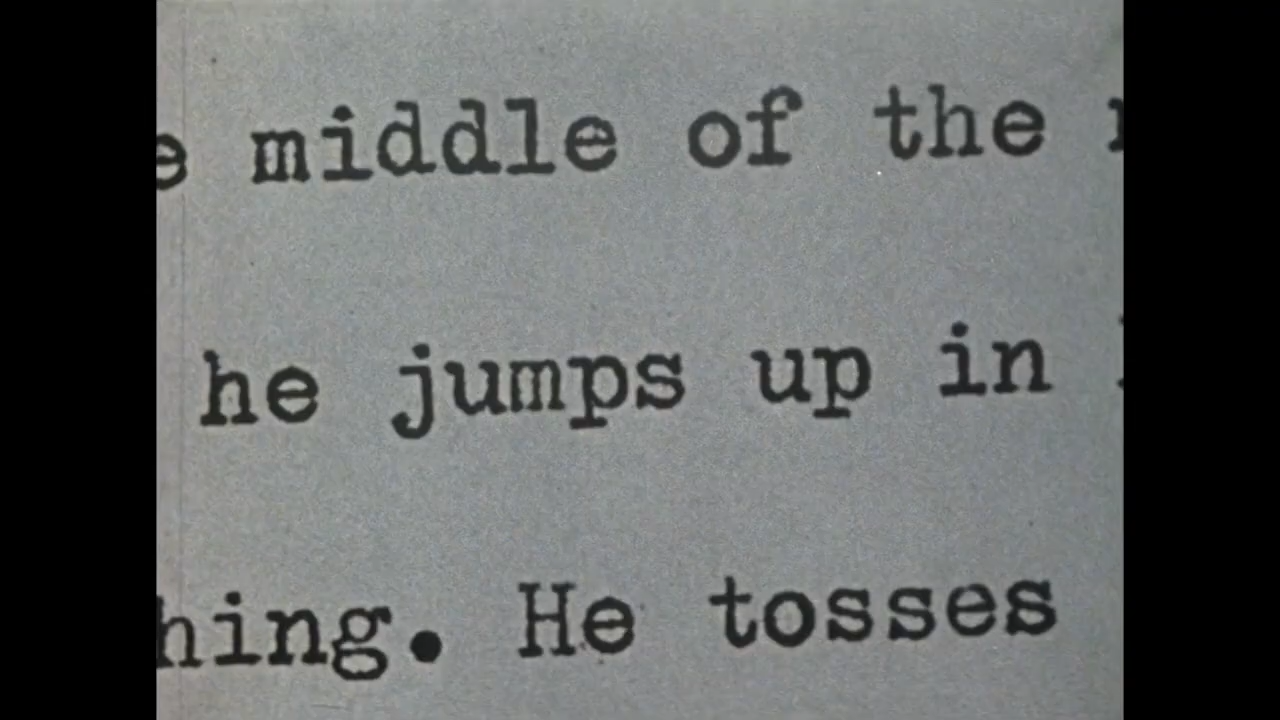 middle of the
he jumps up in
hing. He tosses